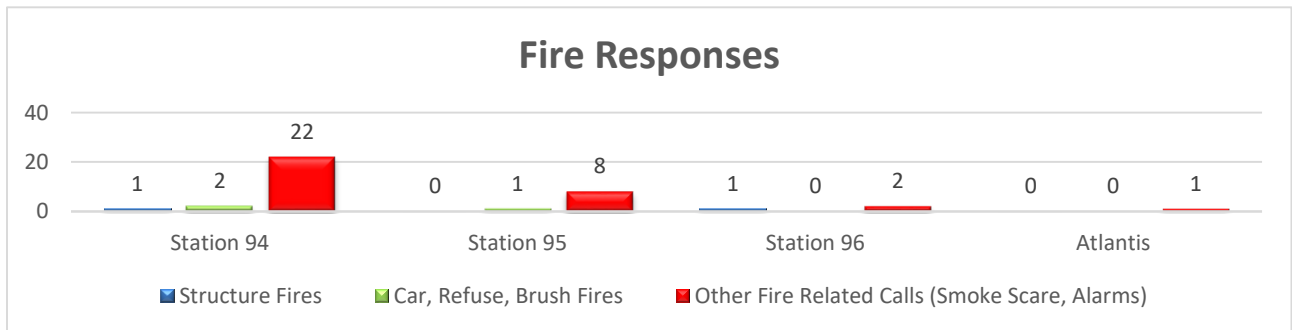 Fire Responses
40
20
0
1 2 22 0 1 8 1 0 2 0 0 1
Station 94 Station 95 Station 96 Atlantis
Structure Fires Car, Refuse, Brush Fires Other Fire Related Calls (Smoke Scare, Alarms)